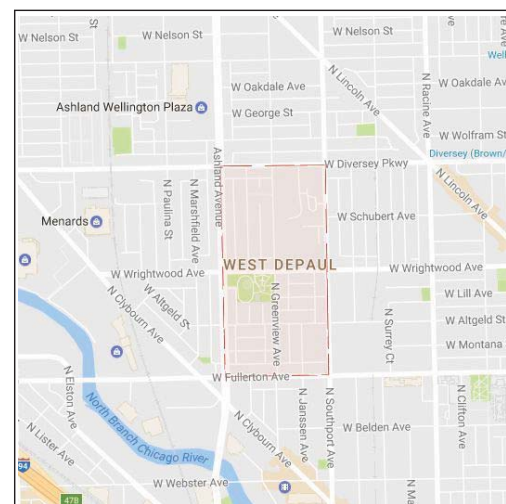 W Nelson St
St
W Nelson St
W Nelson St
Ave
Well
W Oakdale Ave
N Lincoln Ave
N Racine Ave
W Oakdale Av
Ashland Wellington Plaza
W George St
W Wolfram St
Diversey (Brown/
Ashland Avenue
W Diversey Pkwy
N Lincoln Ave
N Paulina St
N Marshfield Ave
Menards
W Schubert Ave
WEST DEPAUL
W Wrightwood Ave
W Wrightwood Ave
N Clybourn Ave
W Altgeld S
N Greenview Ave
W Lill Ave
N Surrey Ct
W Altgeld St
W Montana
N Elston Ave
W Fullerton Ave
N Janssen Ave
N Southport Ave
N Clifton Ave
North Branch Chicago River
N Clybourn Ave
W Belden Ave
N Lister Ave
94
W Webster Ave
N Ma
47B